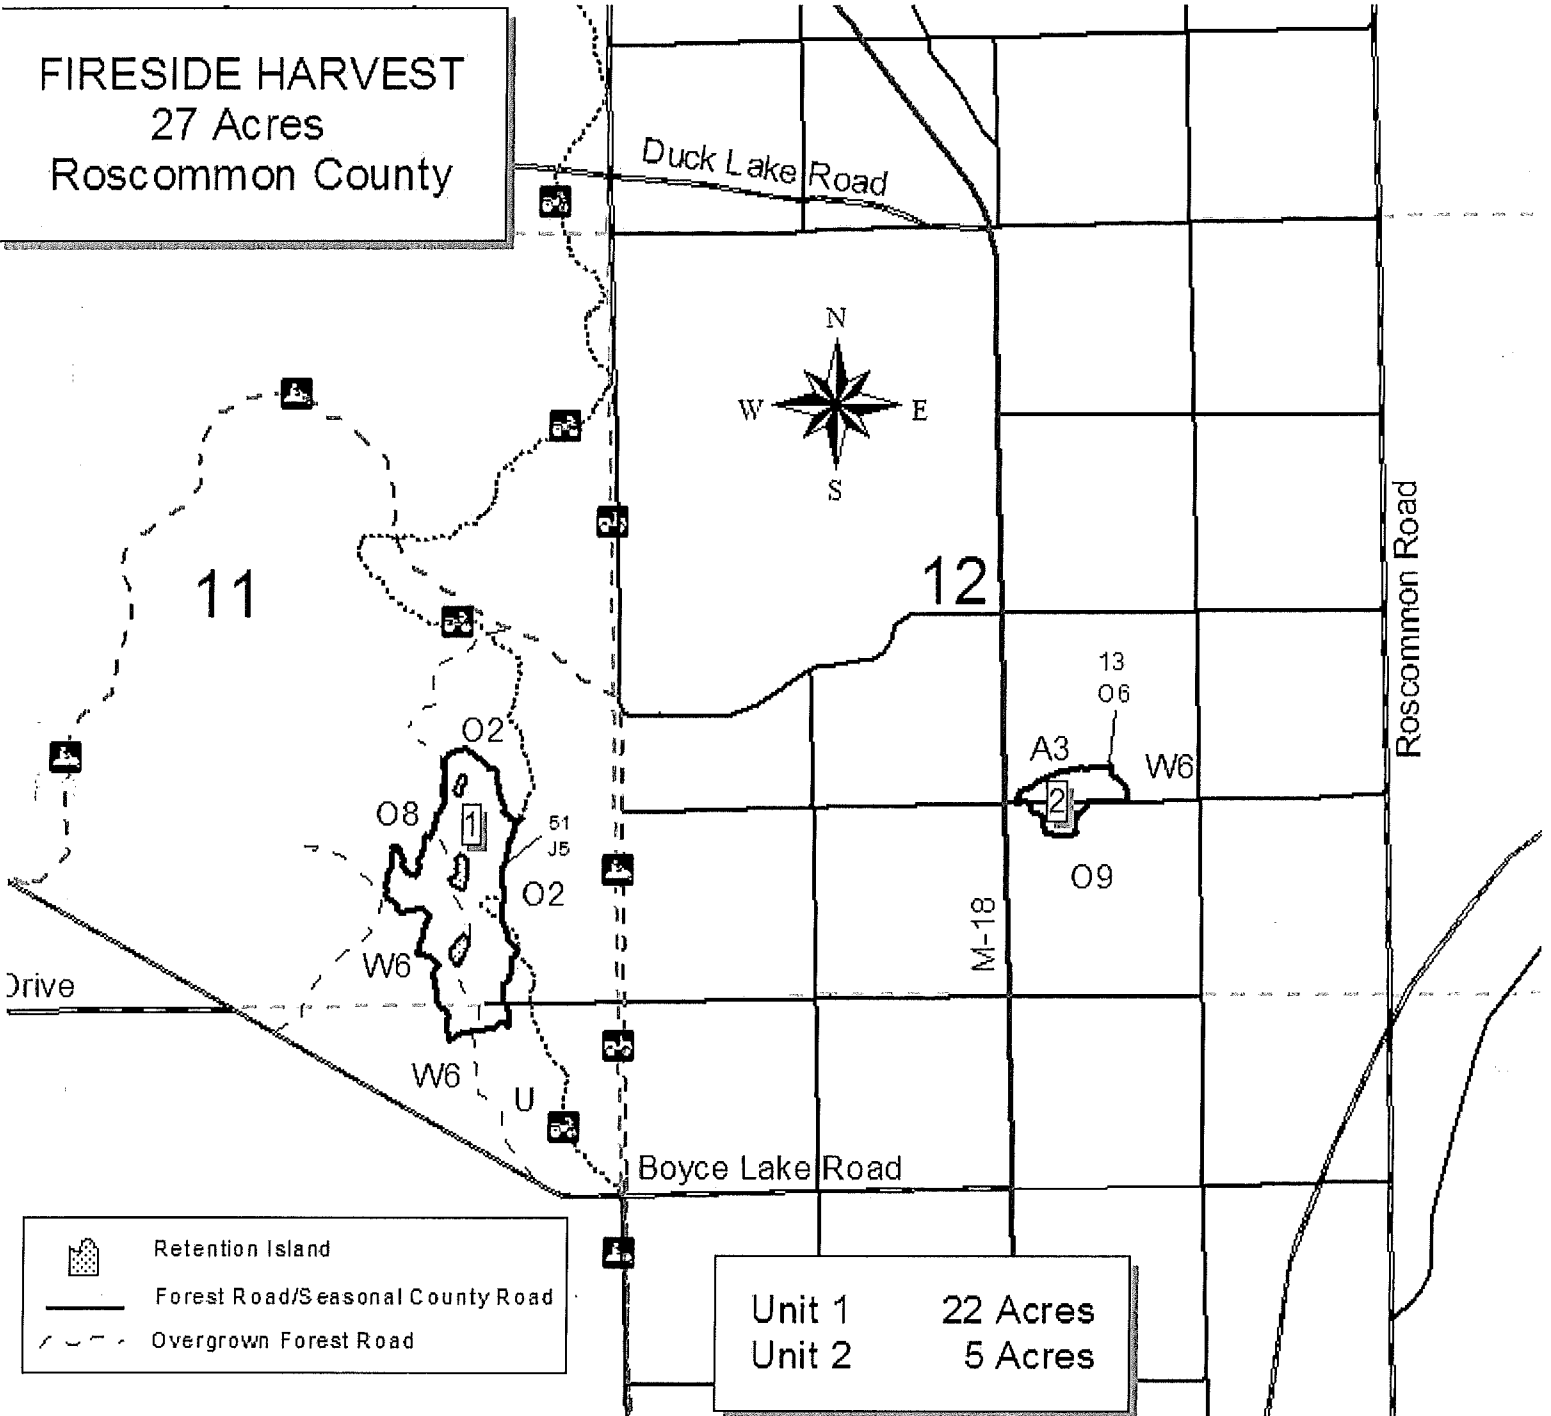 FIRESIDE HARVEST
27 Acres
Roscommon County
Duck Lake Road
N
W
E
S
11
12
Roscommon Road
13
O6
A3
W6
2
O9
O2
O8
1
51
J5
O2
W6
M-18
Drive
W6
U
Boyce Lake Road
Retention Island
Forest Road/Seasonal County Road
Overgrown Forest Road
Unit 1 22 Acres
Unit 2 5 Acres